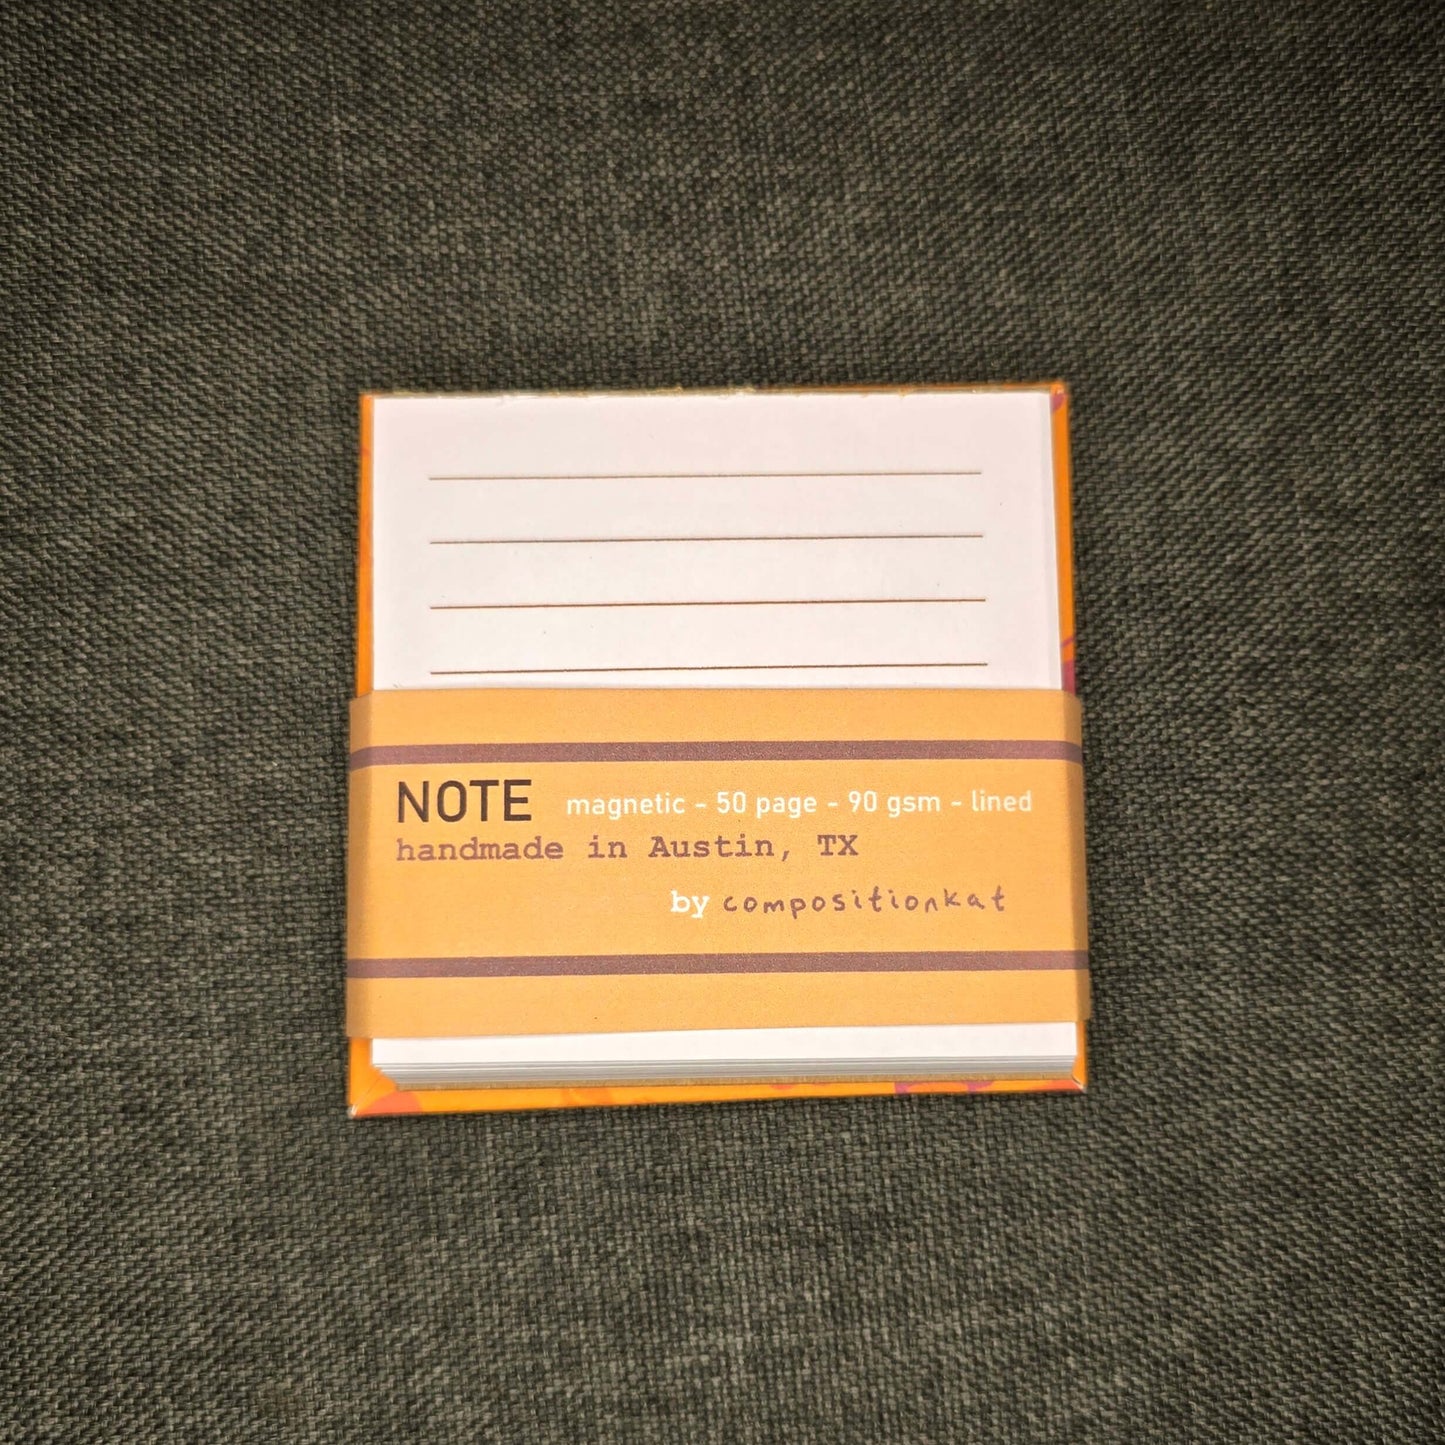 NOTE magnetic - 50 page - 90 gsm - lined
handmade in Austin, TX
by compositionkat